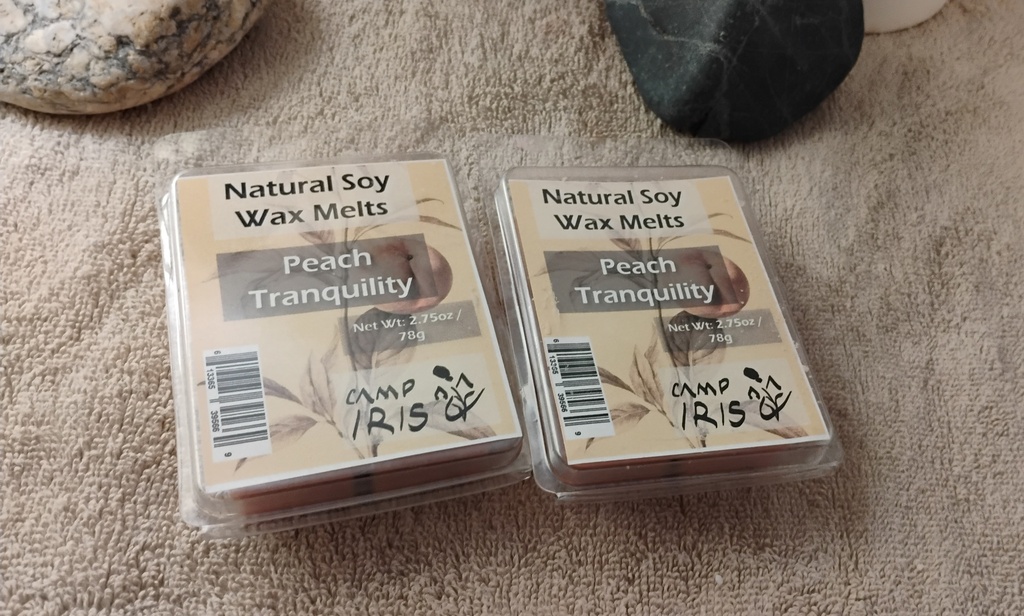 Natural Soy
Wax Melts
Peach
Tranquility
Net Wt: 2.75oz /
78g
CAMP
IRIS
Natural Soy
Wax Melts
Peach
Tranquility
Net Wt: 2.75oz /
78g
CAMP
IRIS